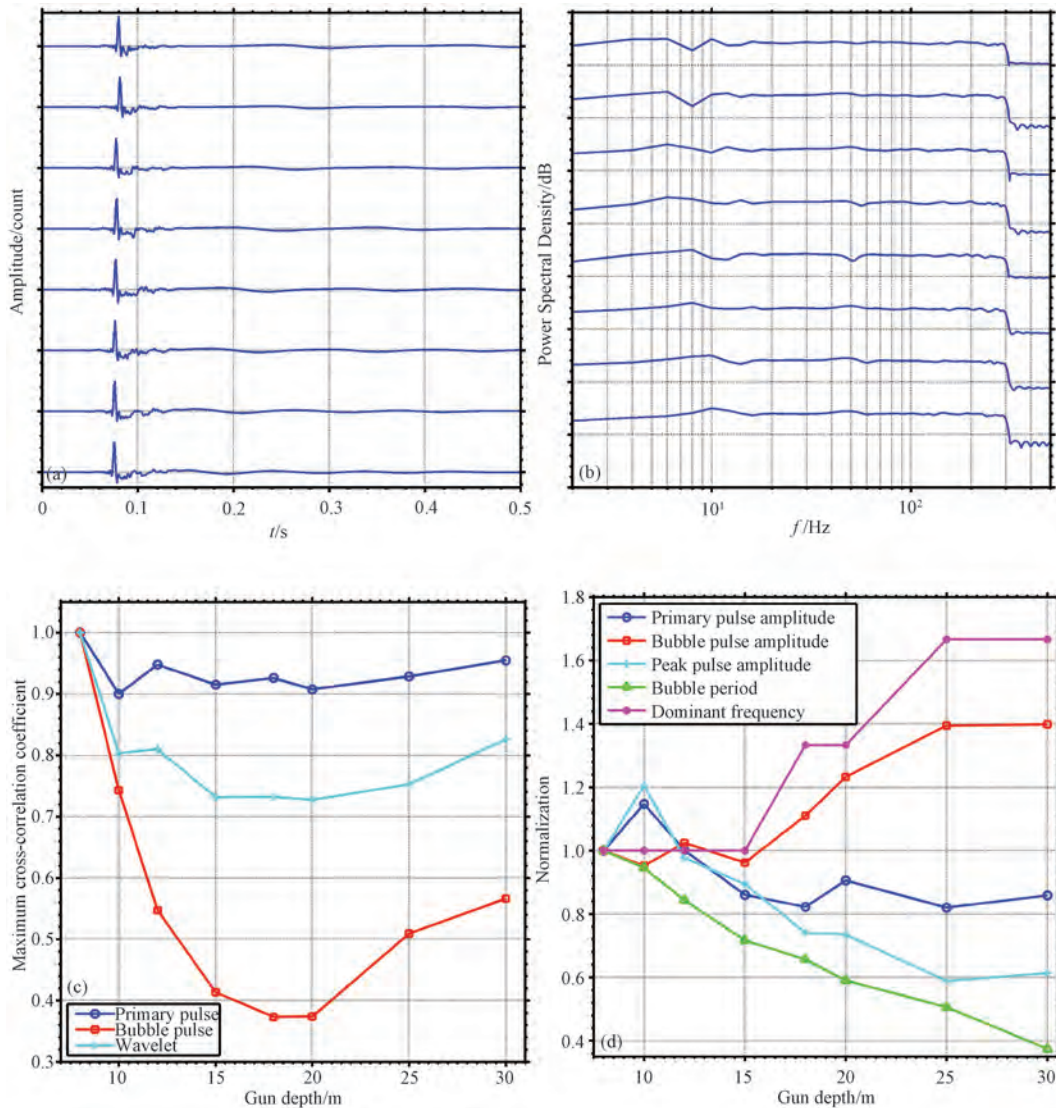 Amplitude/count
(a)
0
0.1
0.2
0.3
0.4
0.5
t/s
Power Spectral Density/dB
(b)
10¹
10²
f/Hz
Maximum cross-correlation coefficient
1.0
0.9
0.8
0.7
0.6
0.5
0.4
0.3
(c)
Primary pulse
Bubble pulse
Wavelet
10
15
20
25
30
Gun depth/m
Normalization
1.8
1.6
1.4
1.2
1.0
0.8
0.6
0.4
Primary pulse amplitude
Bubble pulse amplitude
Peak pulse amplitude
Bubble period
Dominant frequency
(d)
10
15
20
25
30
Gun depth/m